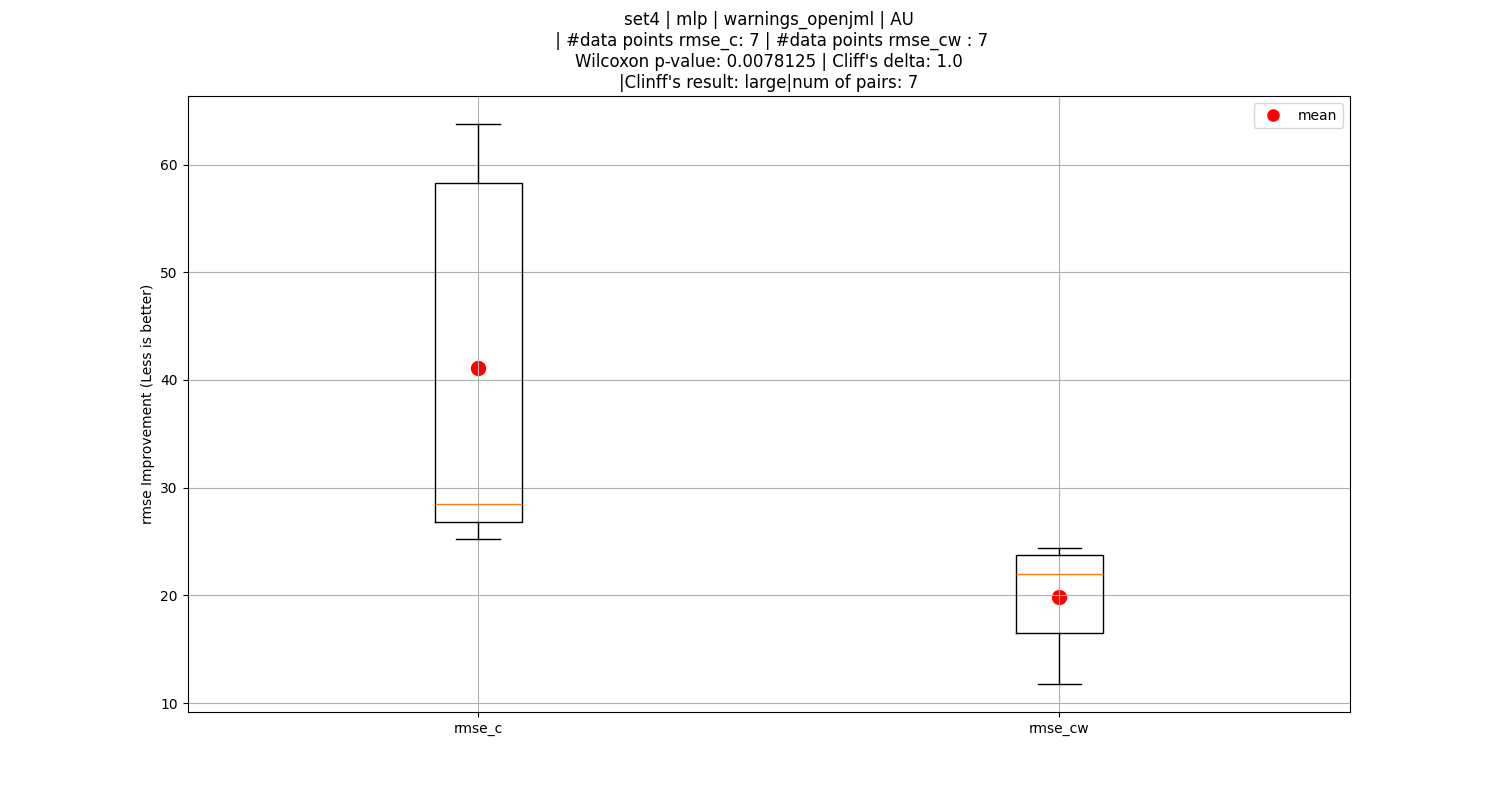 set4 | mlp | warnings_openjml | AU
| #data points rmse_c: 7 | #data points rmse_cw : 7
Wilcoxon p-value: 0.0078125 | Cliff's delta: 1.0
|Clinff's result: large|num of pairs: 7
mean
rmse Improvement (Less is better)
60
50
40
30
20
10
rmse_c
rmse_cw